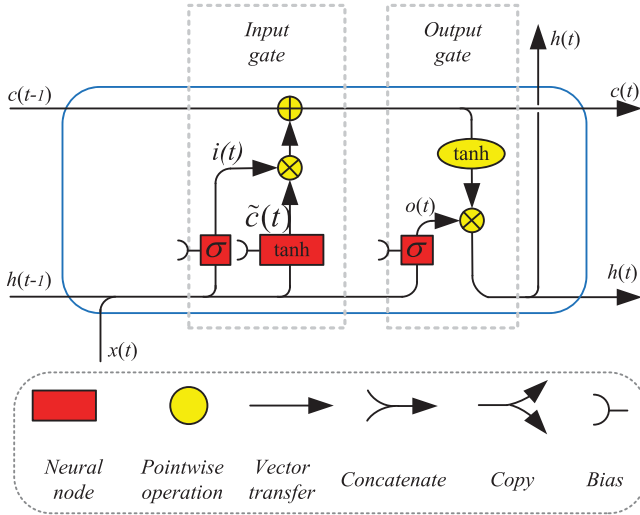 Input
gate
Output
gate
h(t)
c(t-1)
c(t)
i(t)
tanh
c̃(t)
o(t)
σ
tanh
σ
h(t-1)
h(t)
x(t)
Neural
node
Pointwise
operation
Vector
transfer
Concatenate
Copy
Bias